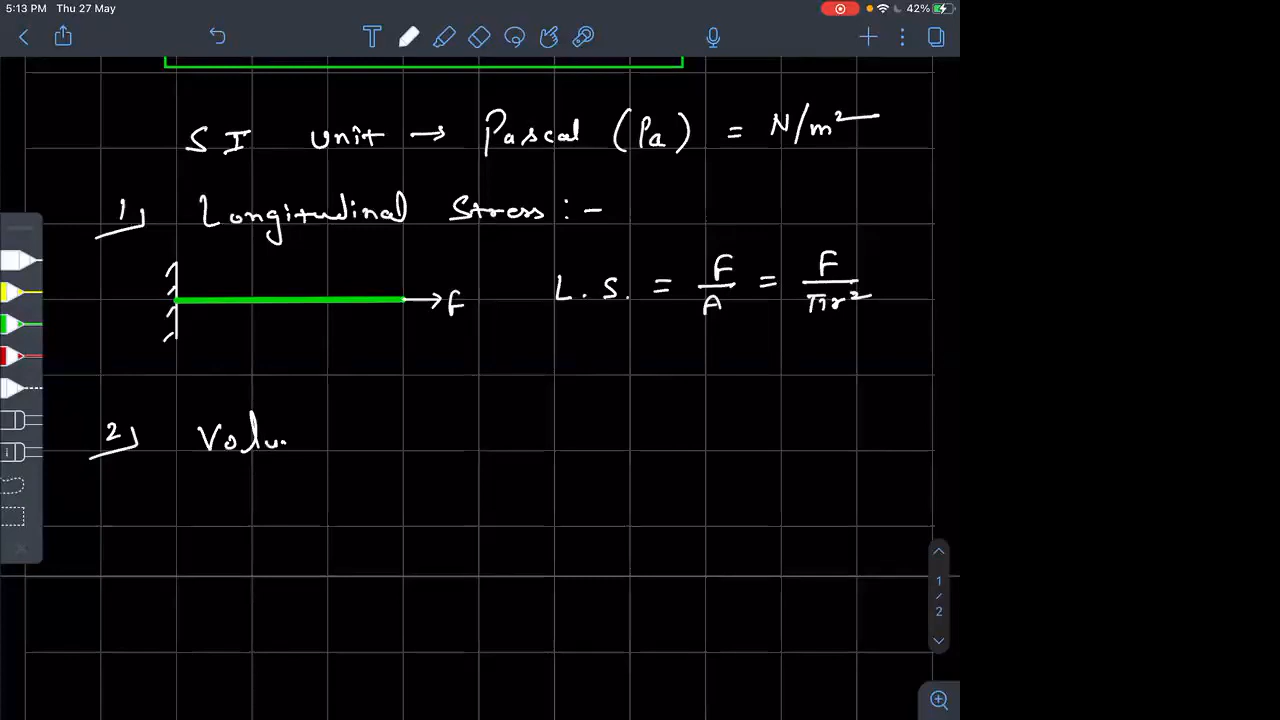 5:13 PM Thu 27 May 42%
T
SI unit → Pascal (Pa) = N/m²
1) Longitudinal Stress :-
F L.S. = F/A = F/πr²
2) Volu
1
/
2